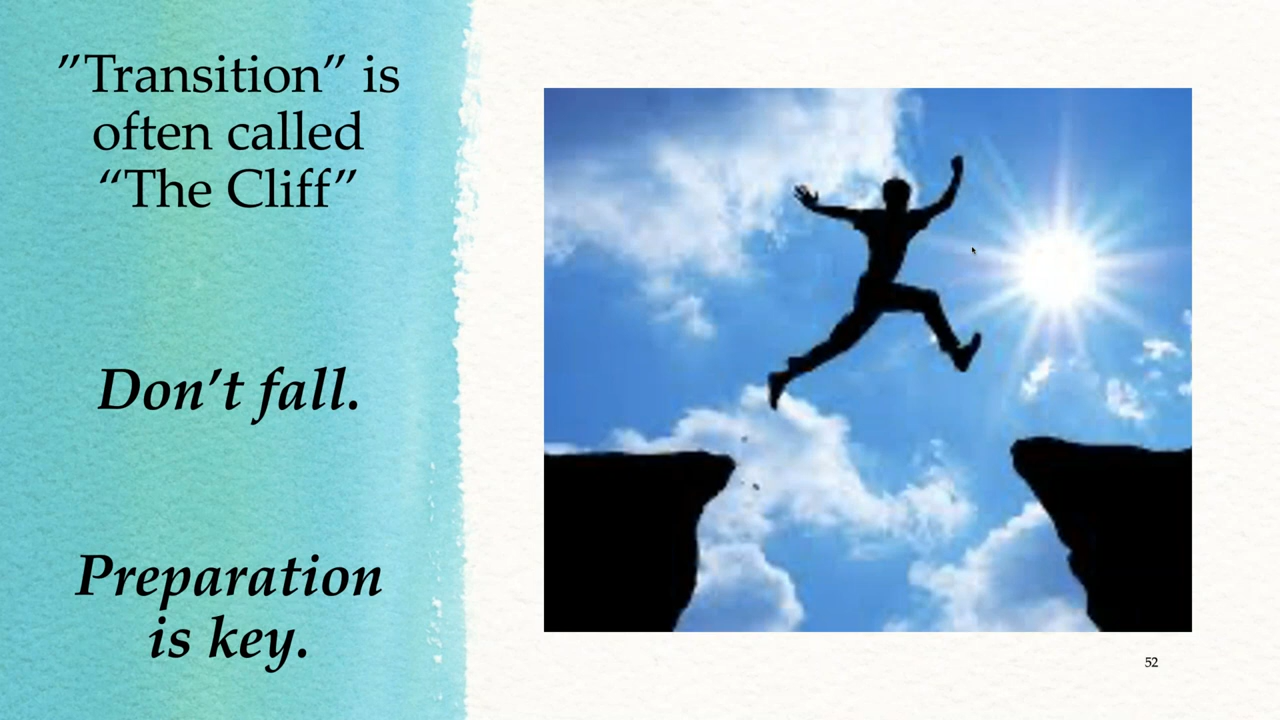 ”Transition” is
often called
“The Cliff”
Don’t fall.
Preparation
is key.
52